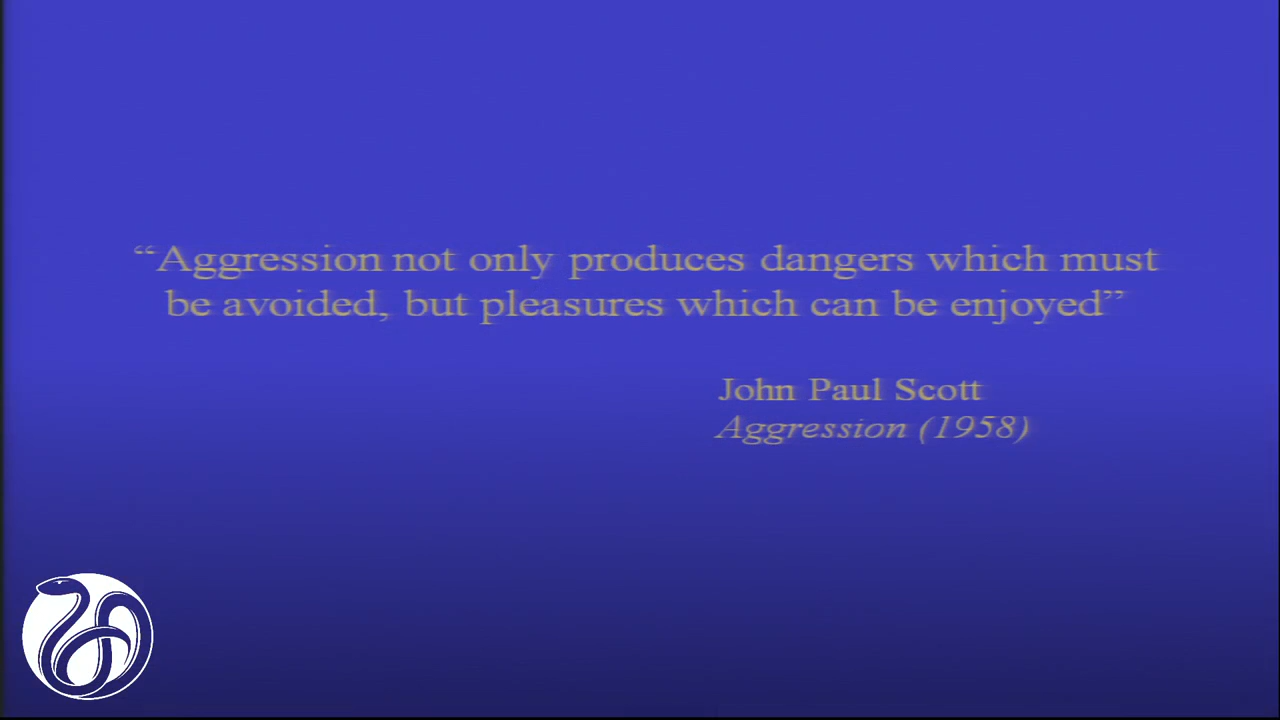 “Aggression not only produces dangers which must
be avoided, but pleasures which can be enjoyed”
John Paul Scott
Aggression (1958)